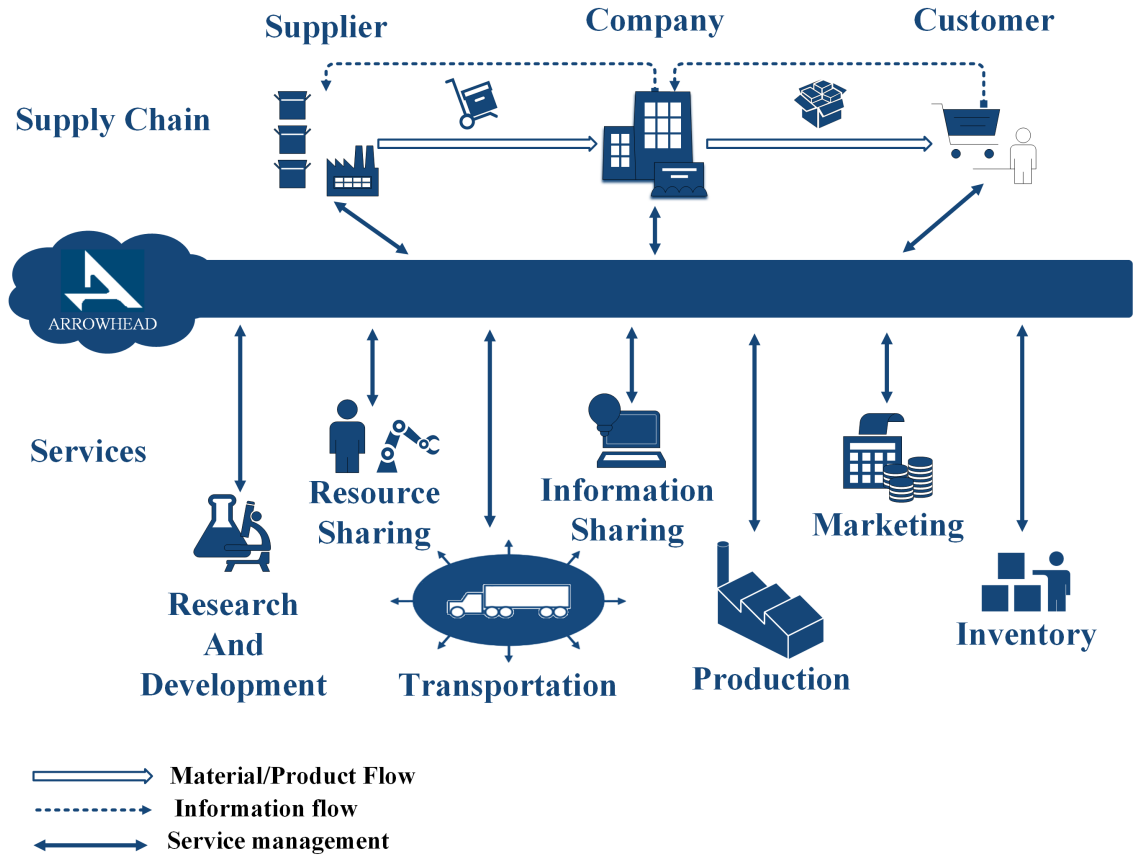 Supplier
Company
Customer
Supply Chain
ARROWHEAD
Services
Resource
Sharing
Information
Sharing
Marketing
Research
And
Development
Transportation
Production
Inventory
Material/Product Flow
Information flow
Service management